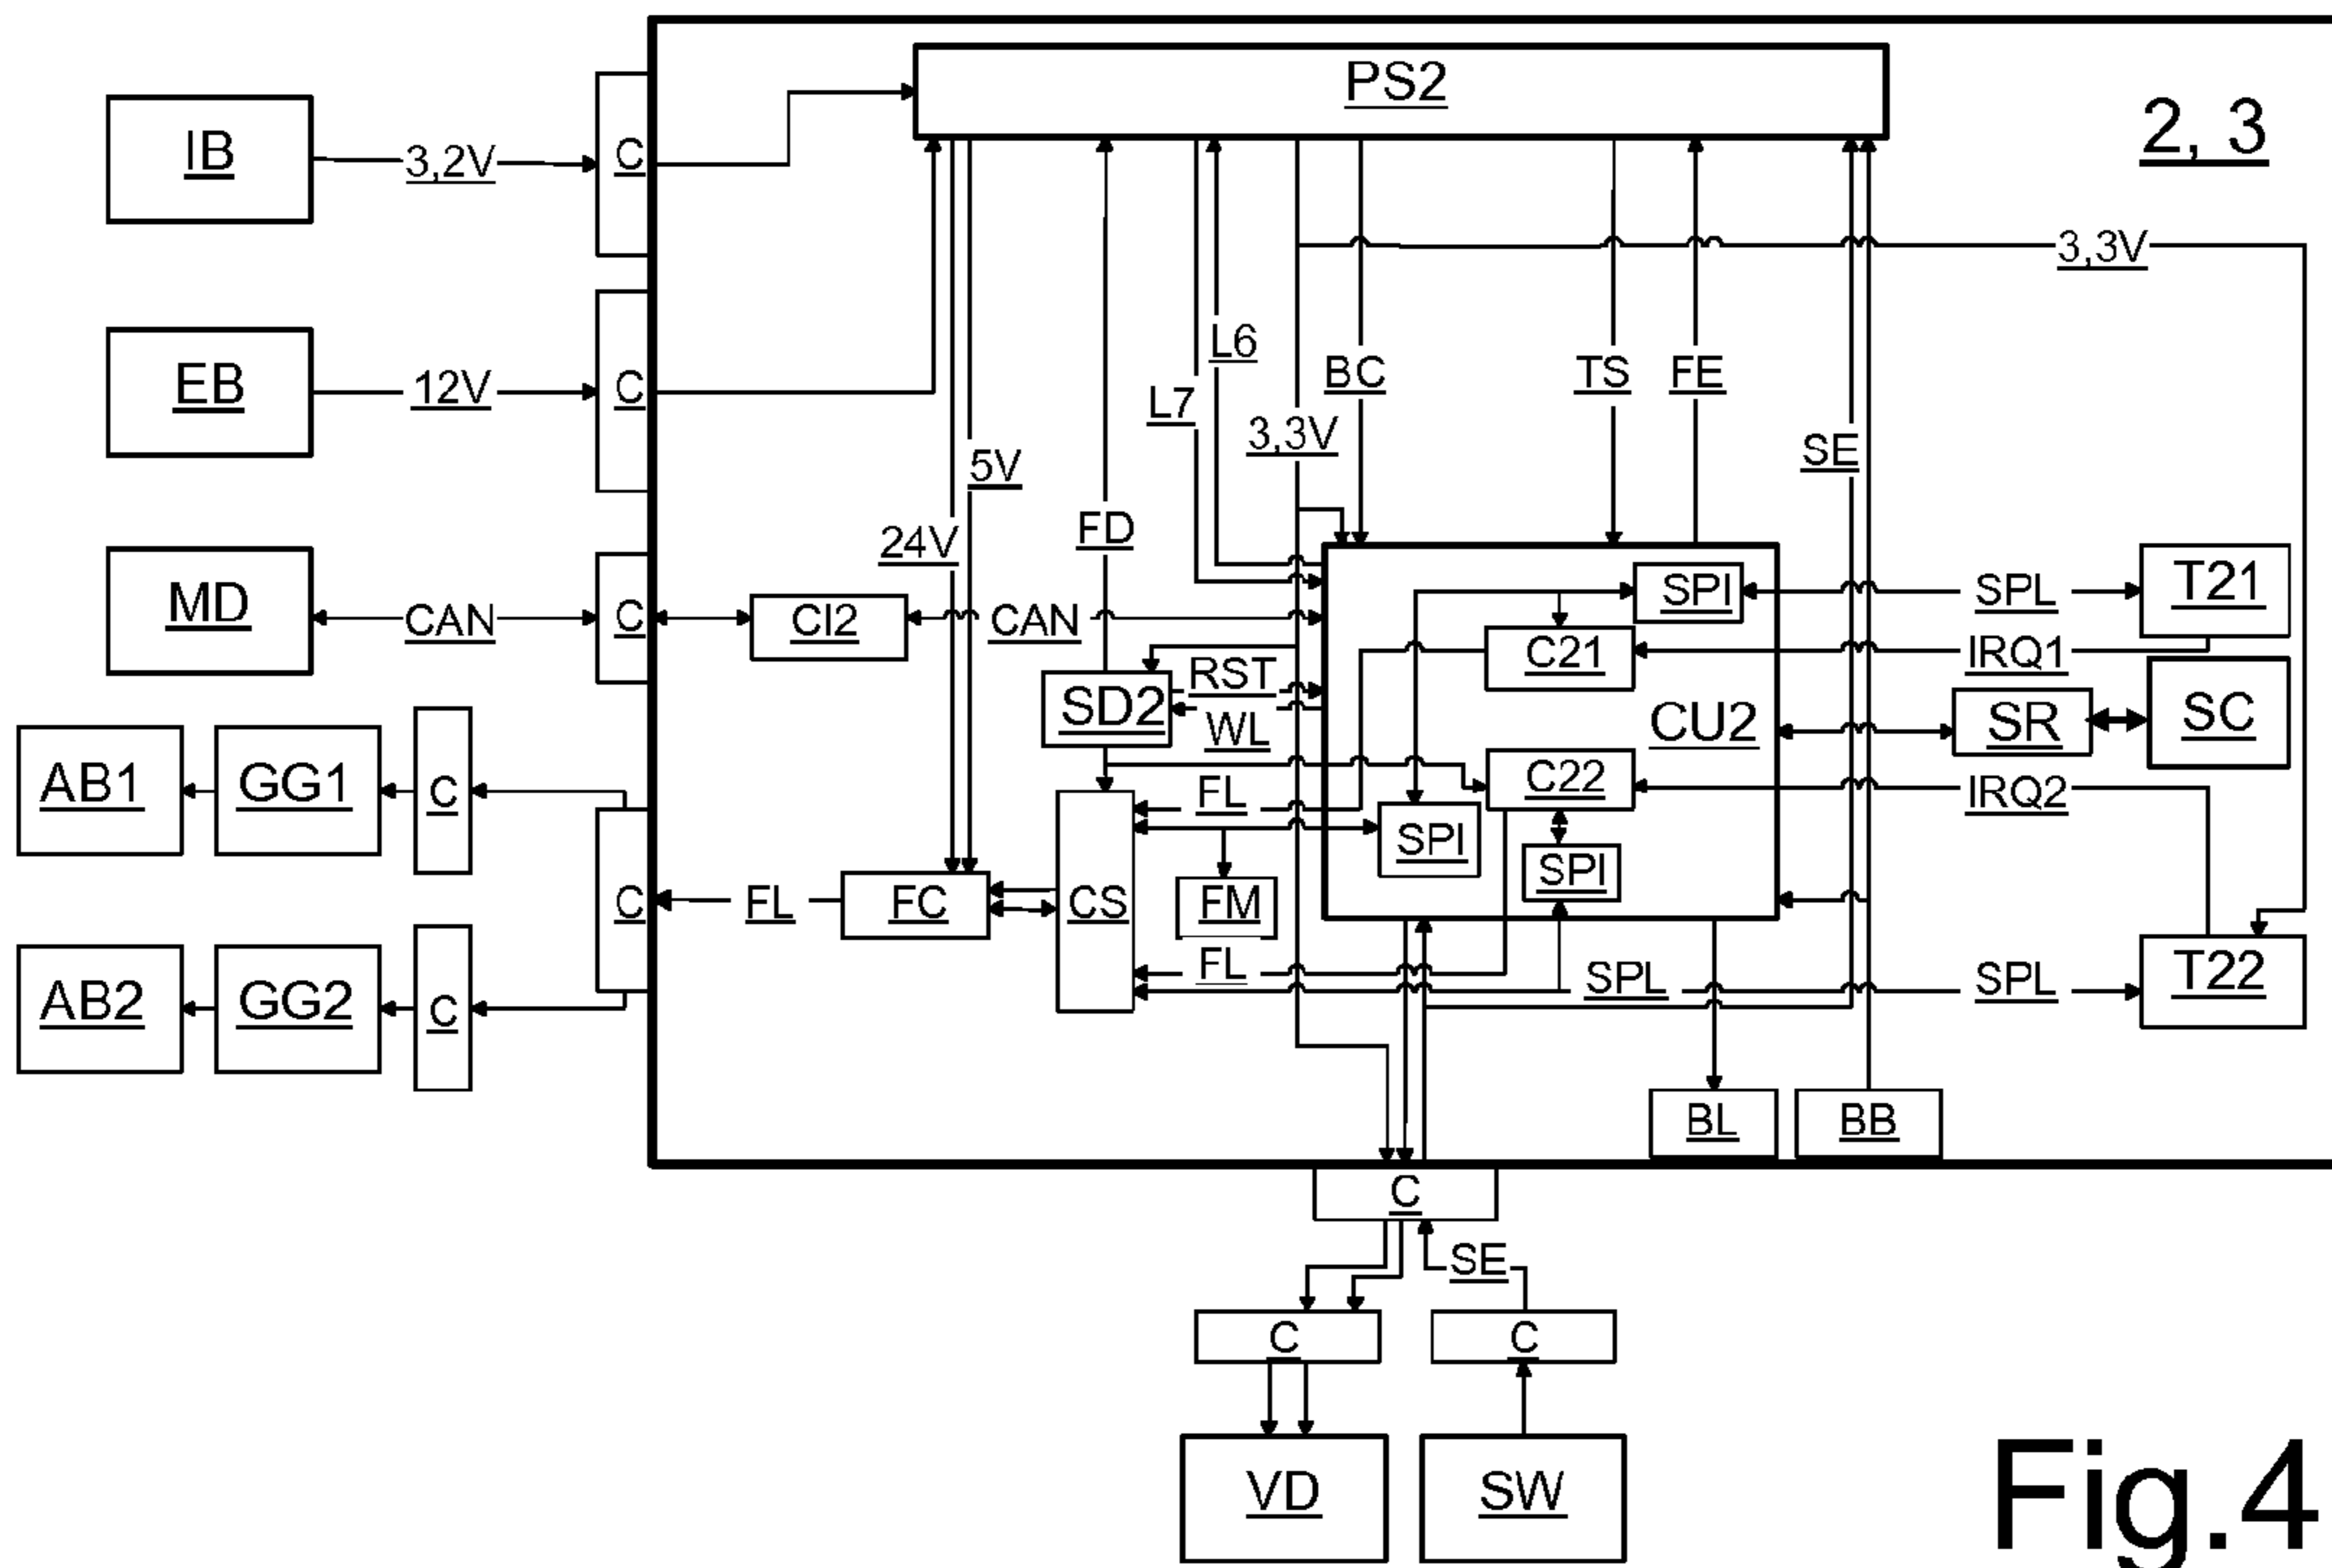 PS2
2, 3
IB
3,2V
C
3,3V
EB
12V
C
L6
BC
TS
FE
L7
3,3V
SE
5V
24V
FD
MD
CAN
C
CI2
CAN
SPI
SPL
T21
C21
IRQ1
RST
SD2
WL
CU2
SR
SC
AB1
GG1
C
FL
C22
IRQ2
SPI
SPI
C
FL
FC
CS
FM
AB2
GG2
C
FL
SPL
SPL
T22
BL
BB
C
SE
C
C
VD
SW
Fig.4